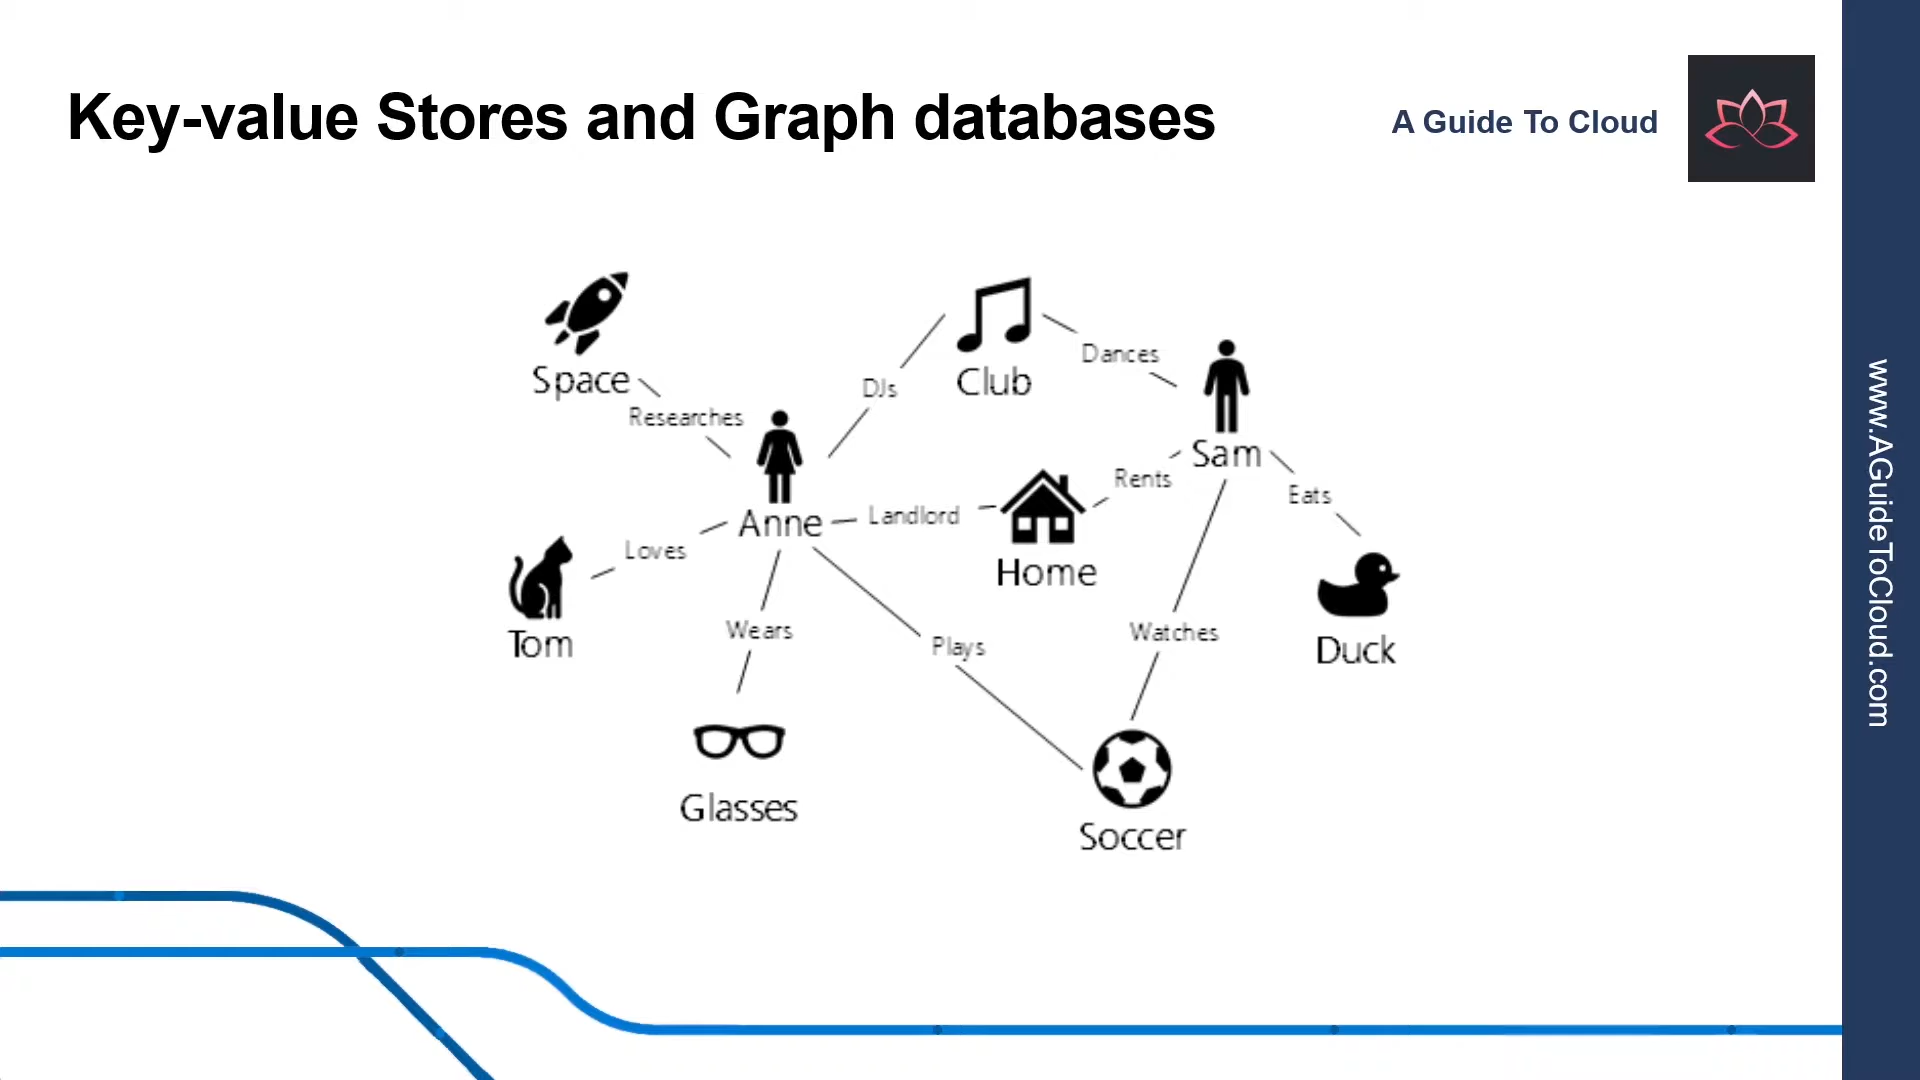 Key-value Stores and Graph databases
A Guide To Cloud
www.AGuideToCloud.com
Space
Researches
DJs
Club
Dances
Sam
Anne
Landlord
Rents
Eats
Home
Loves
Tom
Wears
Plays
Watches
Duck
Glasses
Soccer